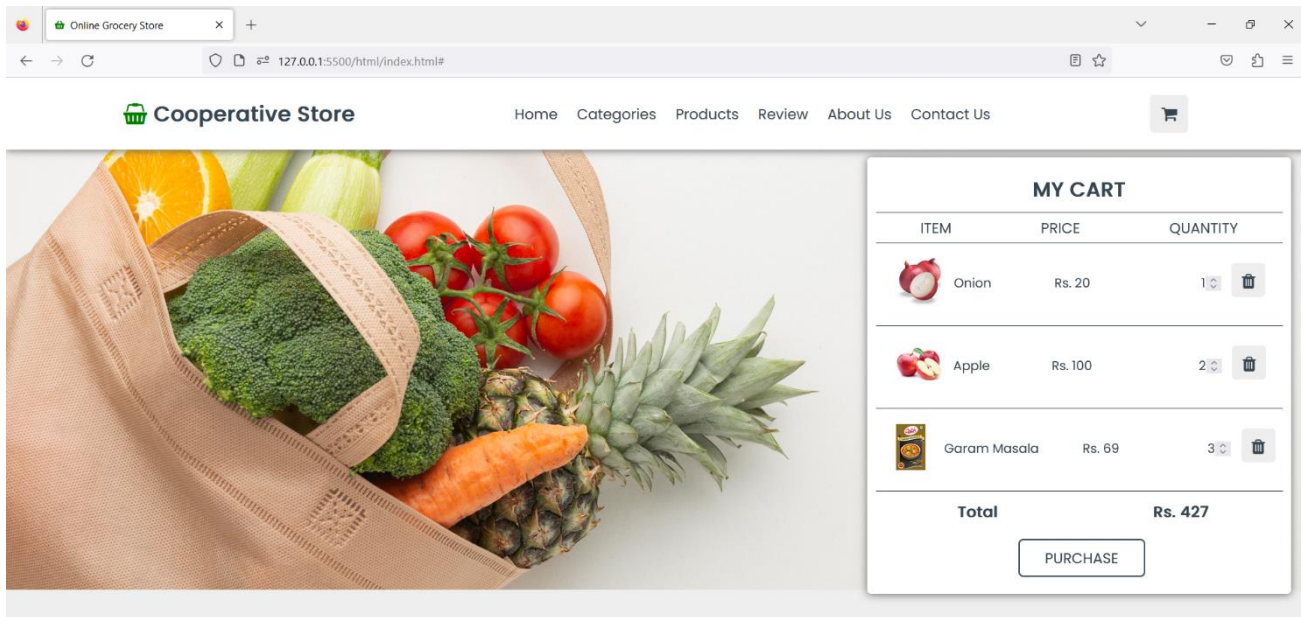 Online Grocery Store
127.0.0.1:5500/html/index.html#
Cooperative Store
Home Categories Products Review About Us Contact Us
MY CART
ITEM PRICE QUANTITY
Onion Rs. 20 1
Apple Rs. 100 2
Garam Masala Rs. 69 3
Total Rs. 427
PURCHASE